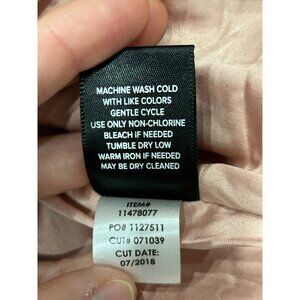 MACHINE WASH COLD
WITH LIKE COLORS
GENTLE CYCLE
USE ONLY NON-CHLORINE
BLEACH IF NEEDED
TUMBLE DRY LOW
WARM IRON IF NEEDED
MAY BE DRY CLEANED
ITEM#
11478077
PO# 1127511
CUT# 071039
CUT DATE:
07/2018